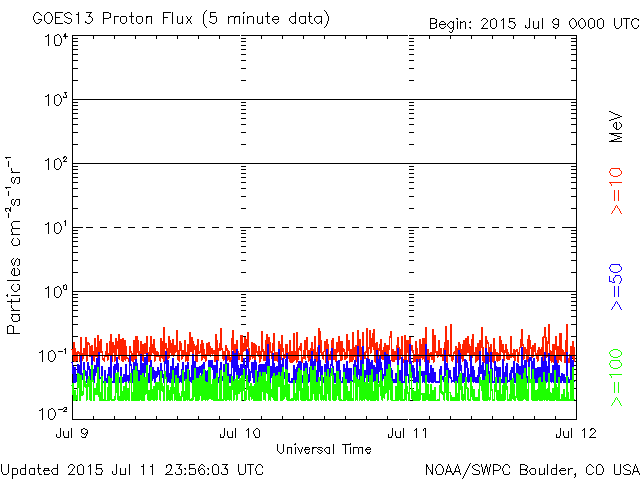 GOES13 Proton Flux (5 minute data)
Begin: 2015 Jul 9 0000 UTC
10⁴
10³
10²
10¹
10⁰
10⁻¹
10⁻²
Particles cm⁻²s⁻¹sr⁻¹
MeV
>=10
>=50
>=100
Jul 9
Jul 10
Jul 11
Jul 12
Universal Time
Updated 2015 Jul 11 23:56:03 UTC
NOAA/SWPC Boulder, CO USA